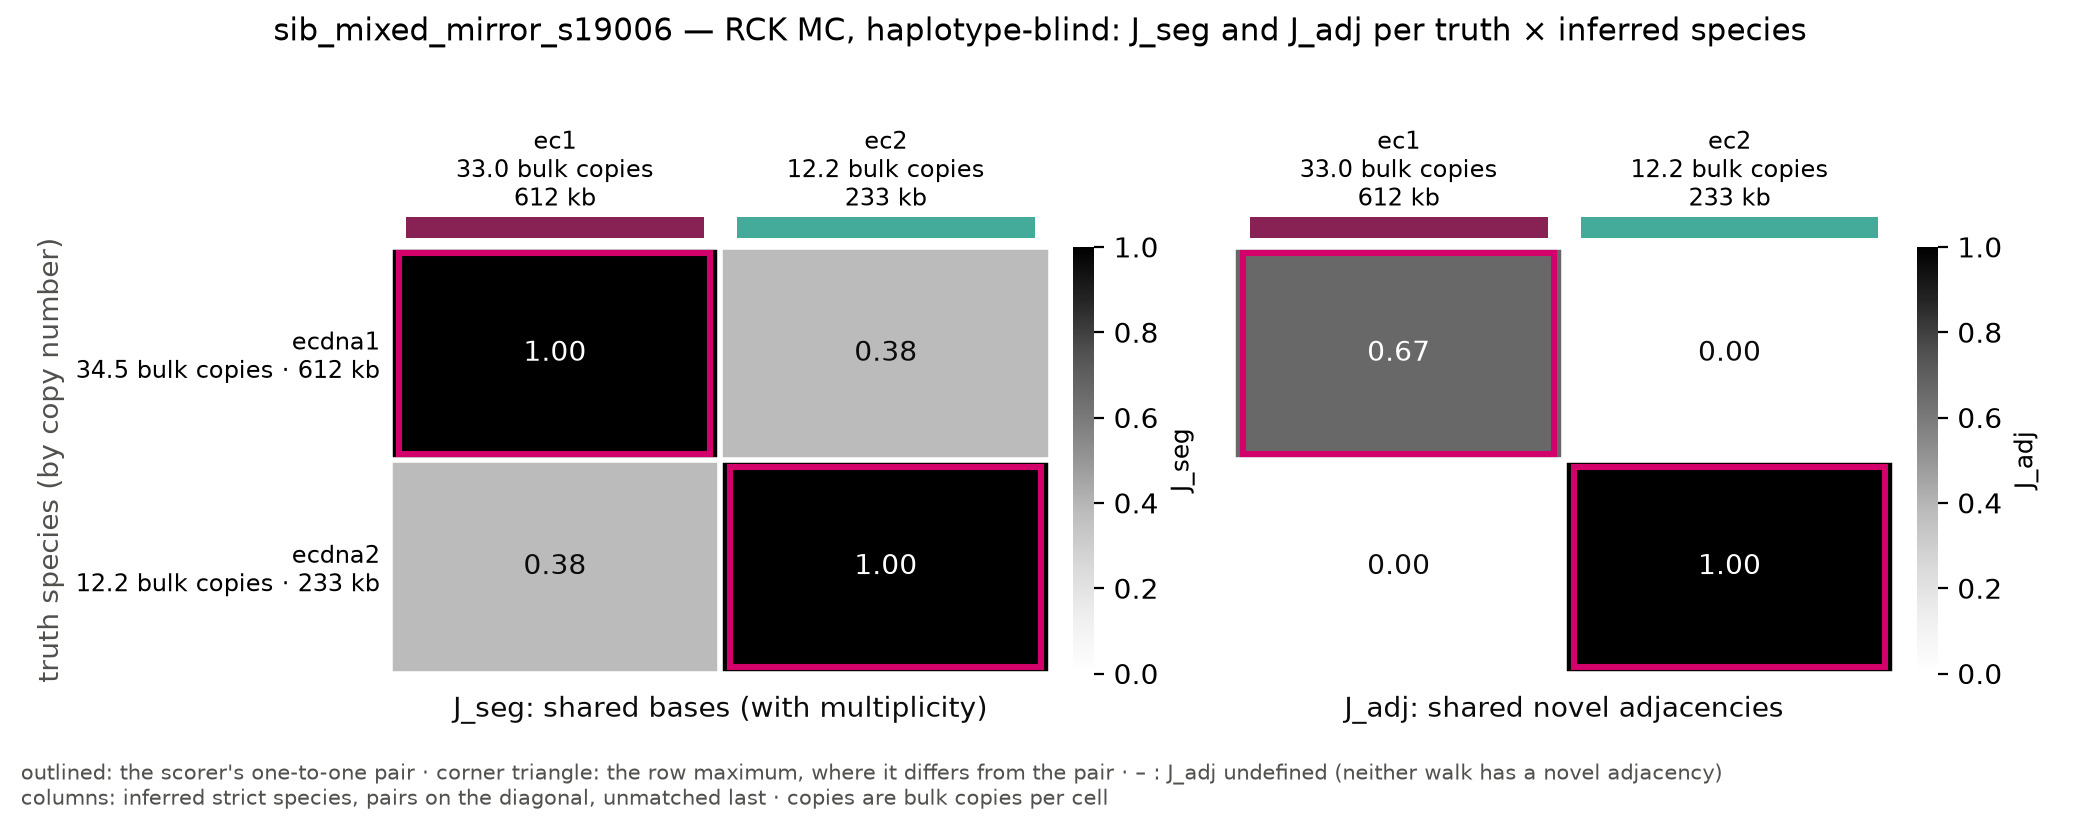 sib_mixed_mirror_s19006 — RCK MC, haplotype-blind: J_seg and J_adj per truth × inferred species
ec1
33.0 bulk copies
612 kb
ec2
12.2 bulk copies
233 kb
ec1
33.0 bulk copies
612 kb
ec2
12.2 bulk copies
233 kb
truth species (by copy number)
ecdna1
34.5 bulk copies · 612 kb
ecdna2
12.2 bulk copies · 233 kb
1.00
0.38
0.38
1.00
1.0
0.8
0.6
0.4
0.2
0.0
J_seg
0.67
0.00
0.00
1.00
1.0
0.8
0.6
0.4
0.2
0.0
J_adj
J_seg: shared bases (with multiplicity)
J_adj: shared novel adjacencies
outlined: the scorer's one-to-one pair · corner triangle: the row maximum, where it differs from the pair · – : J_adj undefined (neither walk has a novel adjacency)
columns: inferred strict species, pairs on the diagonal, unmatched last · copies are bulk copies per cell